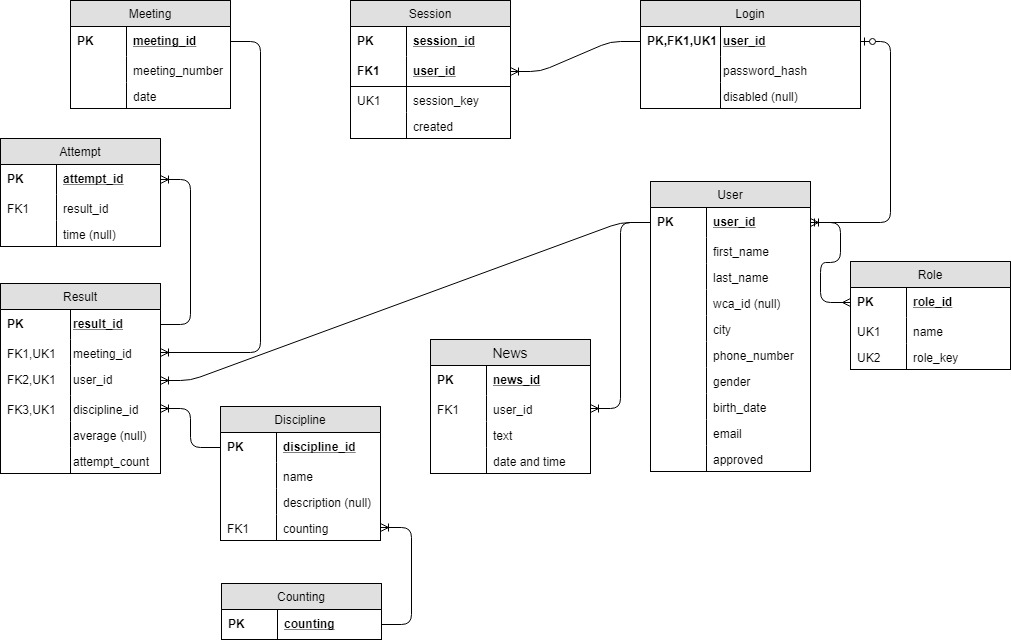 Meeting
PK meeting_id
meeting_number
date
Session
PK session_id
FK1 user_id
UK1 session_key
created
Login
PK,FK1,UK1 user_id
password_hash
disabled (null)
Attempt
PK attempt_id
FK1 result_id
time (null)
User
PK user_id
first_name
last_name
wca_id (null)
city
phone_number
gender
birth_date
email
approved
Role
PK role_id
UK1 name
UK2 role_key
Result
PK result_id
FK1,UK1 meeting_id
FK2,UK1 user_id
FK3,UK1 discipline_id
average (null)
attempt_count
News
PK news_id
FK1 user_id
text
date and time
Discipline
PK discipline_id
name
description (null)
FK1 counting
Counting
PK counting